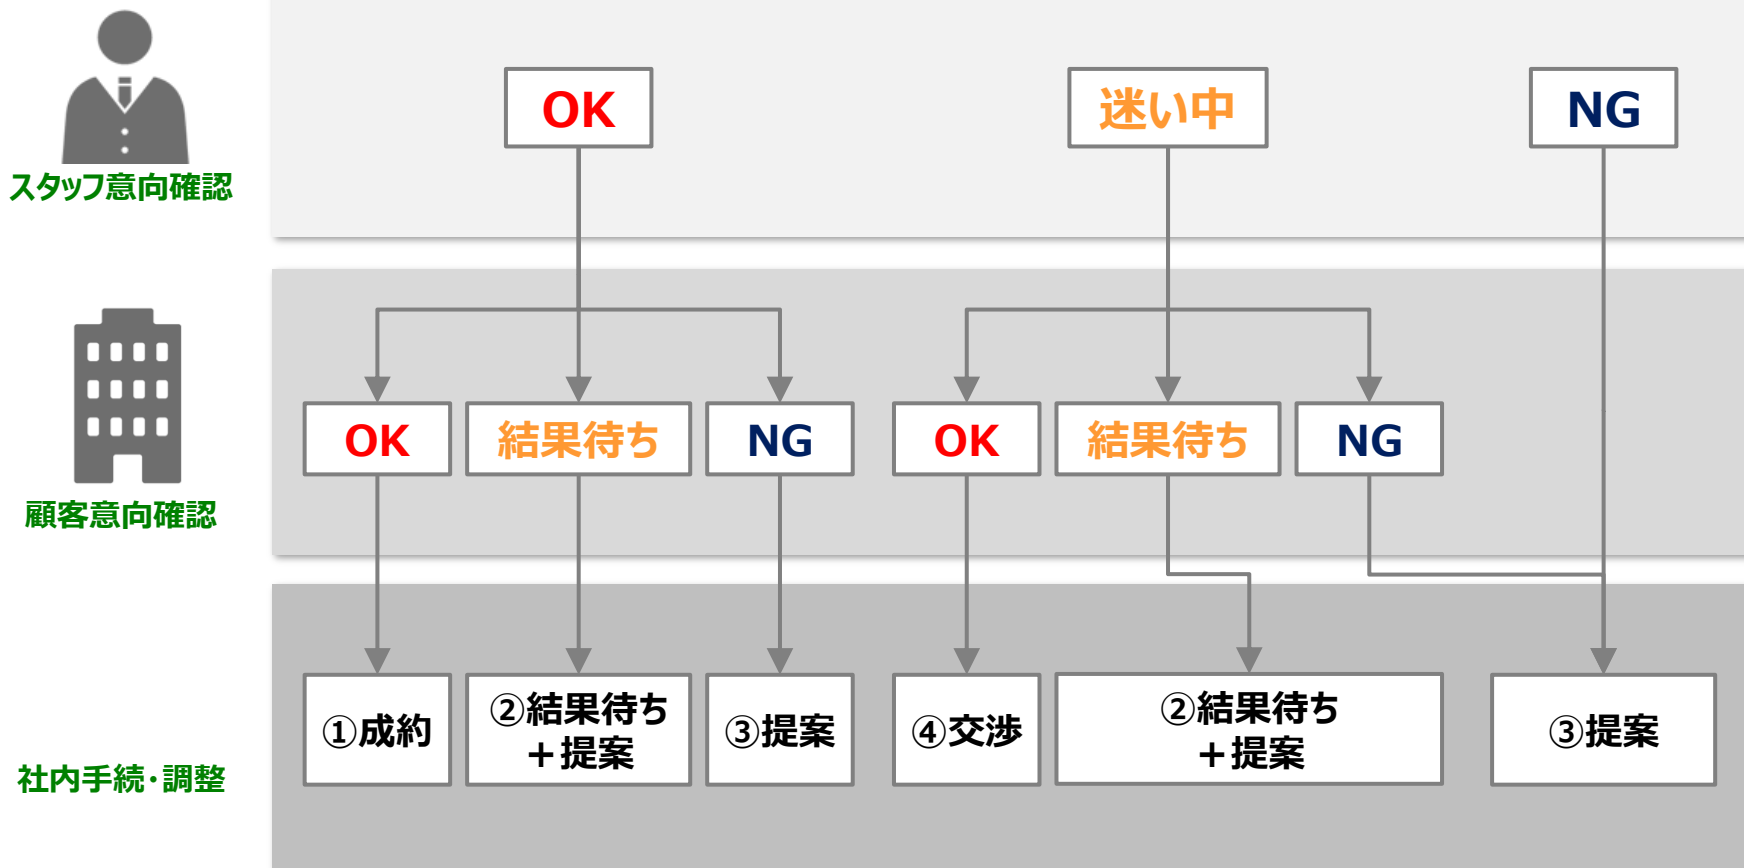 OK
迷い中
NG
スタッフ意向確認
OK
結果待ち
NG
OK
結果待ち
NG
顧客意向確認
①成約
②結果待ち
＋提案
③提案
④交渉
②結果待ち
＋提案
③提案
社内手続・調整